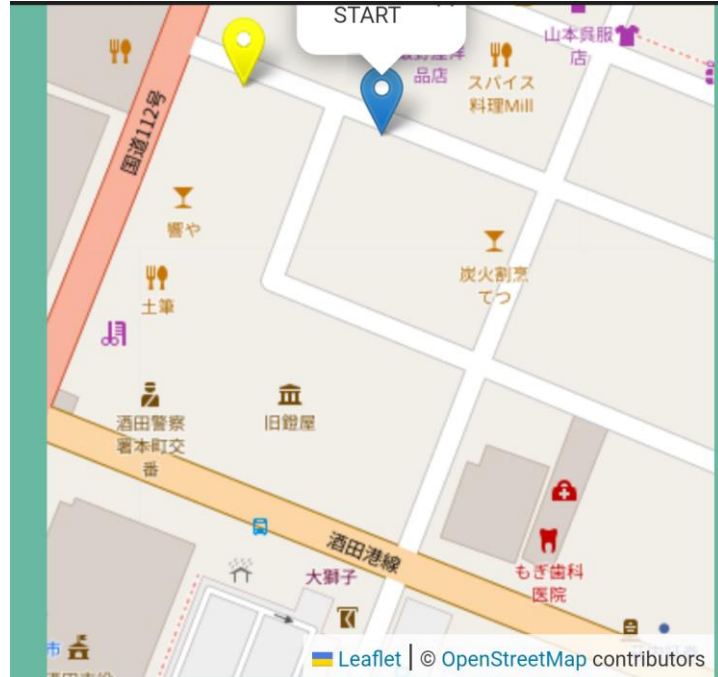 START
山本呉服
店
品店
スパイス
料理Mill
国道112号
響や
炭火割烹
てつ
土筆
酒田警察
署本町交
番
旧鐙屋
酒田港線
大獅子
もぎ歯科
医院
市
Leaflet | © OpenStreetMap contributors